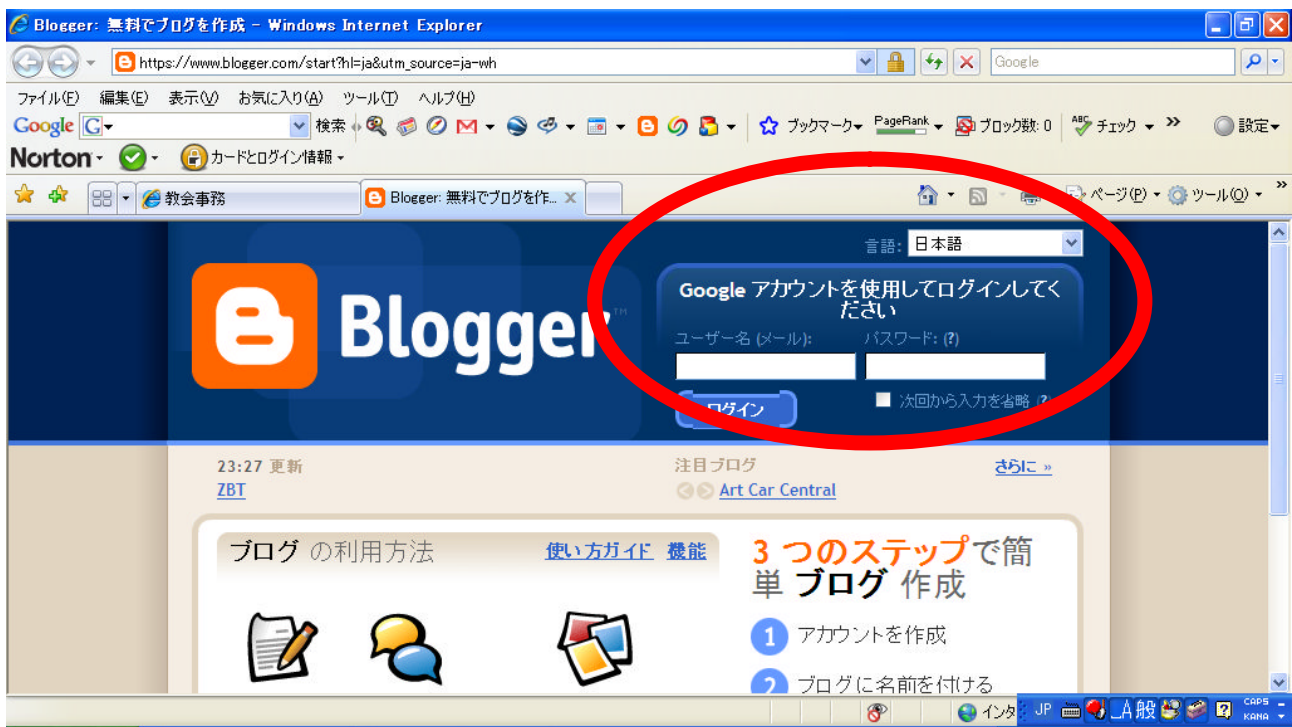 Blogger: 無料でブログを作成 - Windows Internet Explorer
https://www.blogger.com/start?hl=ja&utm_source=ja-wh
Google
ファイル(F) 編集(E) 表示(V) お気に入り(A) ツール(T) ヘルプ(H)
Google G 検索 ブックマーク PageRank ブロック数: 0 ABC チェック » 設定
Norton カードとログイン情報
教会事務 Blogger: 無料でブログを作... X ページ(P) ツール(O) »
言語: 日本語
Blogger™
Google アカウントを使用してログインしてく
ださい
ユーザー名 (メール): パスワード: (?)
ログイン 次回から入力を省略 (?)
23:27 更新 注目ブログ さらに »
ZBT Art Car Central
ブログ の利用方法 使い方ガイド 機能
3 つのステップで簡
単 ブログ 作成
1 アカウントを作成
2 ブログに名前を付ける
インタ JP A 般 CAPS
KANA